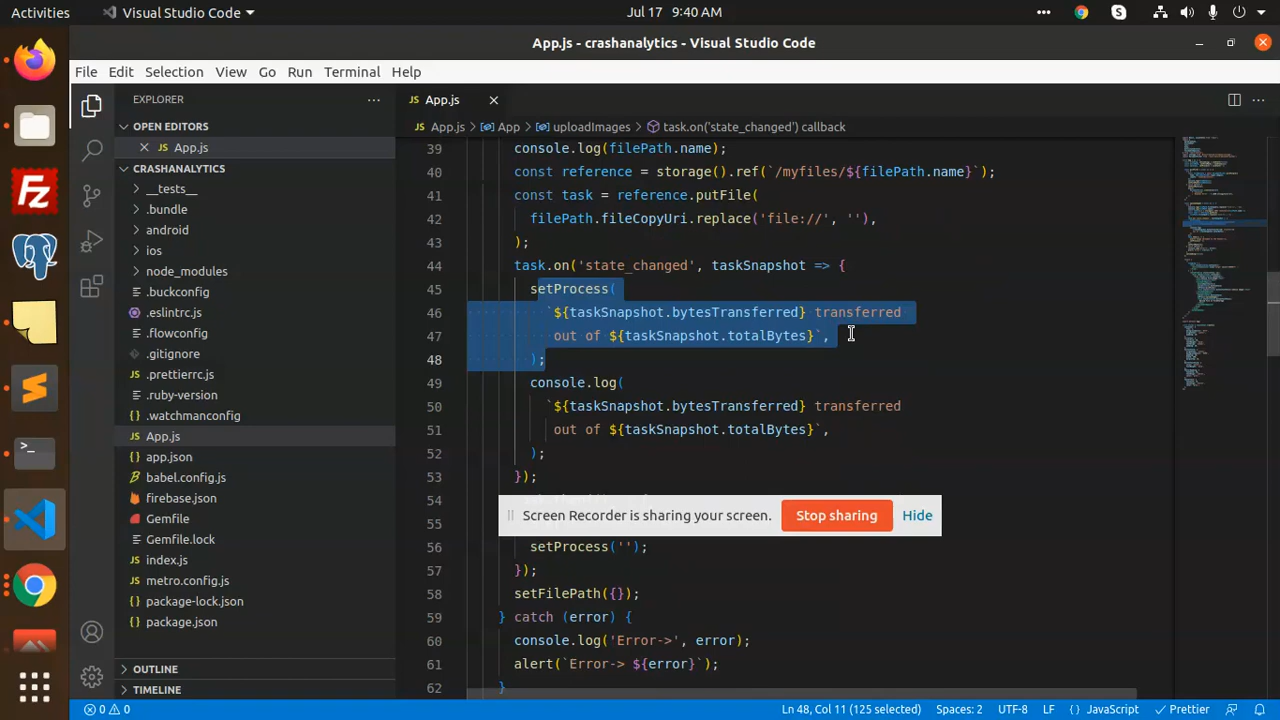 Activities
Visual Studio Code
Jul 17 9:40 AM
App.js - crashanalytics - Visual Studio Code
File Edit Selection View Go Run Terminal Help
EXPLORER
App.js
OPEN EDITORS
App.js > App > uploadImages > task.on('state_changed') callback
App.js
CRASHANALYTICS
__tests__
.bundle
android
ios
node_modules
.buckconfig
.eslintrc.js
.flowconfig
.gitignore
.prettierrc.js
.ruby-version
.watchmanconfig
App.js
app.json
babel.config.js
firebase.json
Gemfile
Gemfile.lock
index.js
metro.config.js
package-lock.json
package.json
OUTLINE
TIMELINE
39 console.log(filePath.name);
40 const reference = storage().ref(`/myfiles/${filePath.name}`);
41 const task = reference.putFile(
42 filePath.fileCopyUri.replace('file://', ''),
43 );
44 task.on('state_changed', taskSnapshot => {
45 setProcess(
46 `${taskSnapshot.bytesTransferred} transferred
47 out of ${taskSnapshot.totalBytes}`,
48 );
49 console.log(
50 `${taskSnapshot.bytesTransferred} transferred
51 out of ${taskSnapshot.totalBytes}`,
52 );
53 });
54
55
Screen Recorder is sharing your screen. Stop sharing Hide
56 setProcess('');
57 });
58 setFilePath({});
59 } catch (error) {
60 console.log('Error->', error);
61 alert(`Error-> ${error}`);
62 }
0 0
Ln 48, Col 11 (125 selected)
Spaces: 2
UTF-8
LF
{ } JavaScript
Prettier